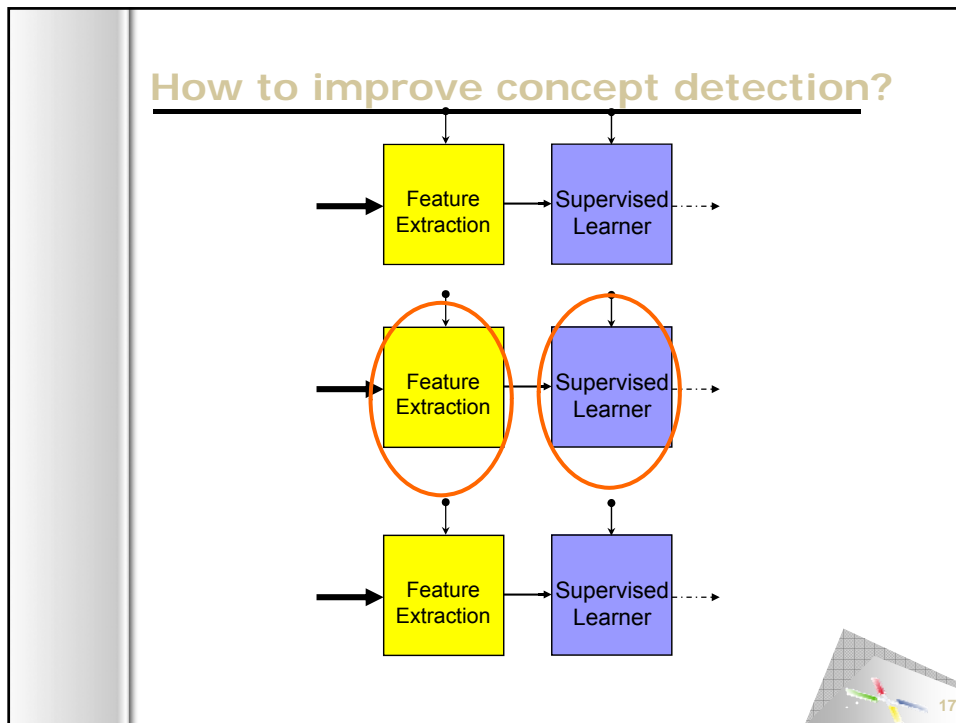 How to improve concept detection?
Feature
Extraction
Supervised
Learner
Feature
Extraction
Supervised
Learner
Feature
Extraction
Supervised
Learner
17